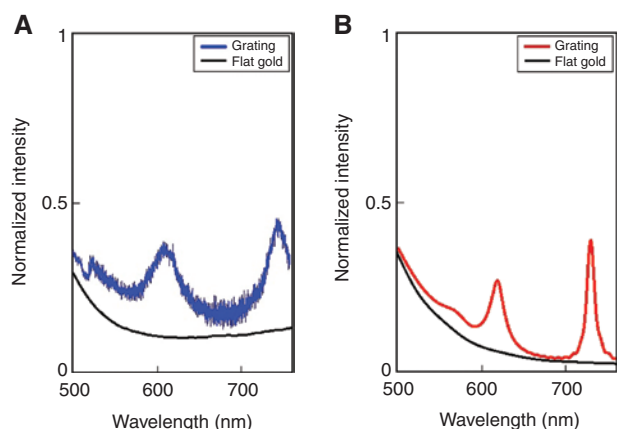 A
1
Grating
Flat gold
Normalized intensity
0.5
0
500
600
700
Wavelength (nm)
B
1
Grating
Flat gold
Normalized intensity
0.5
0
500
600
700
Wavelength (nm)